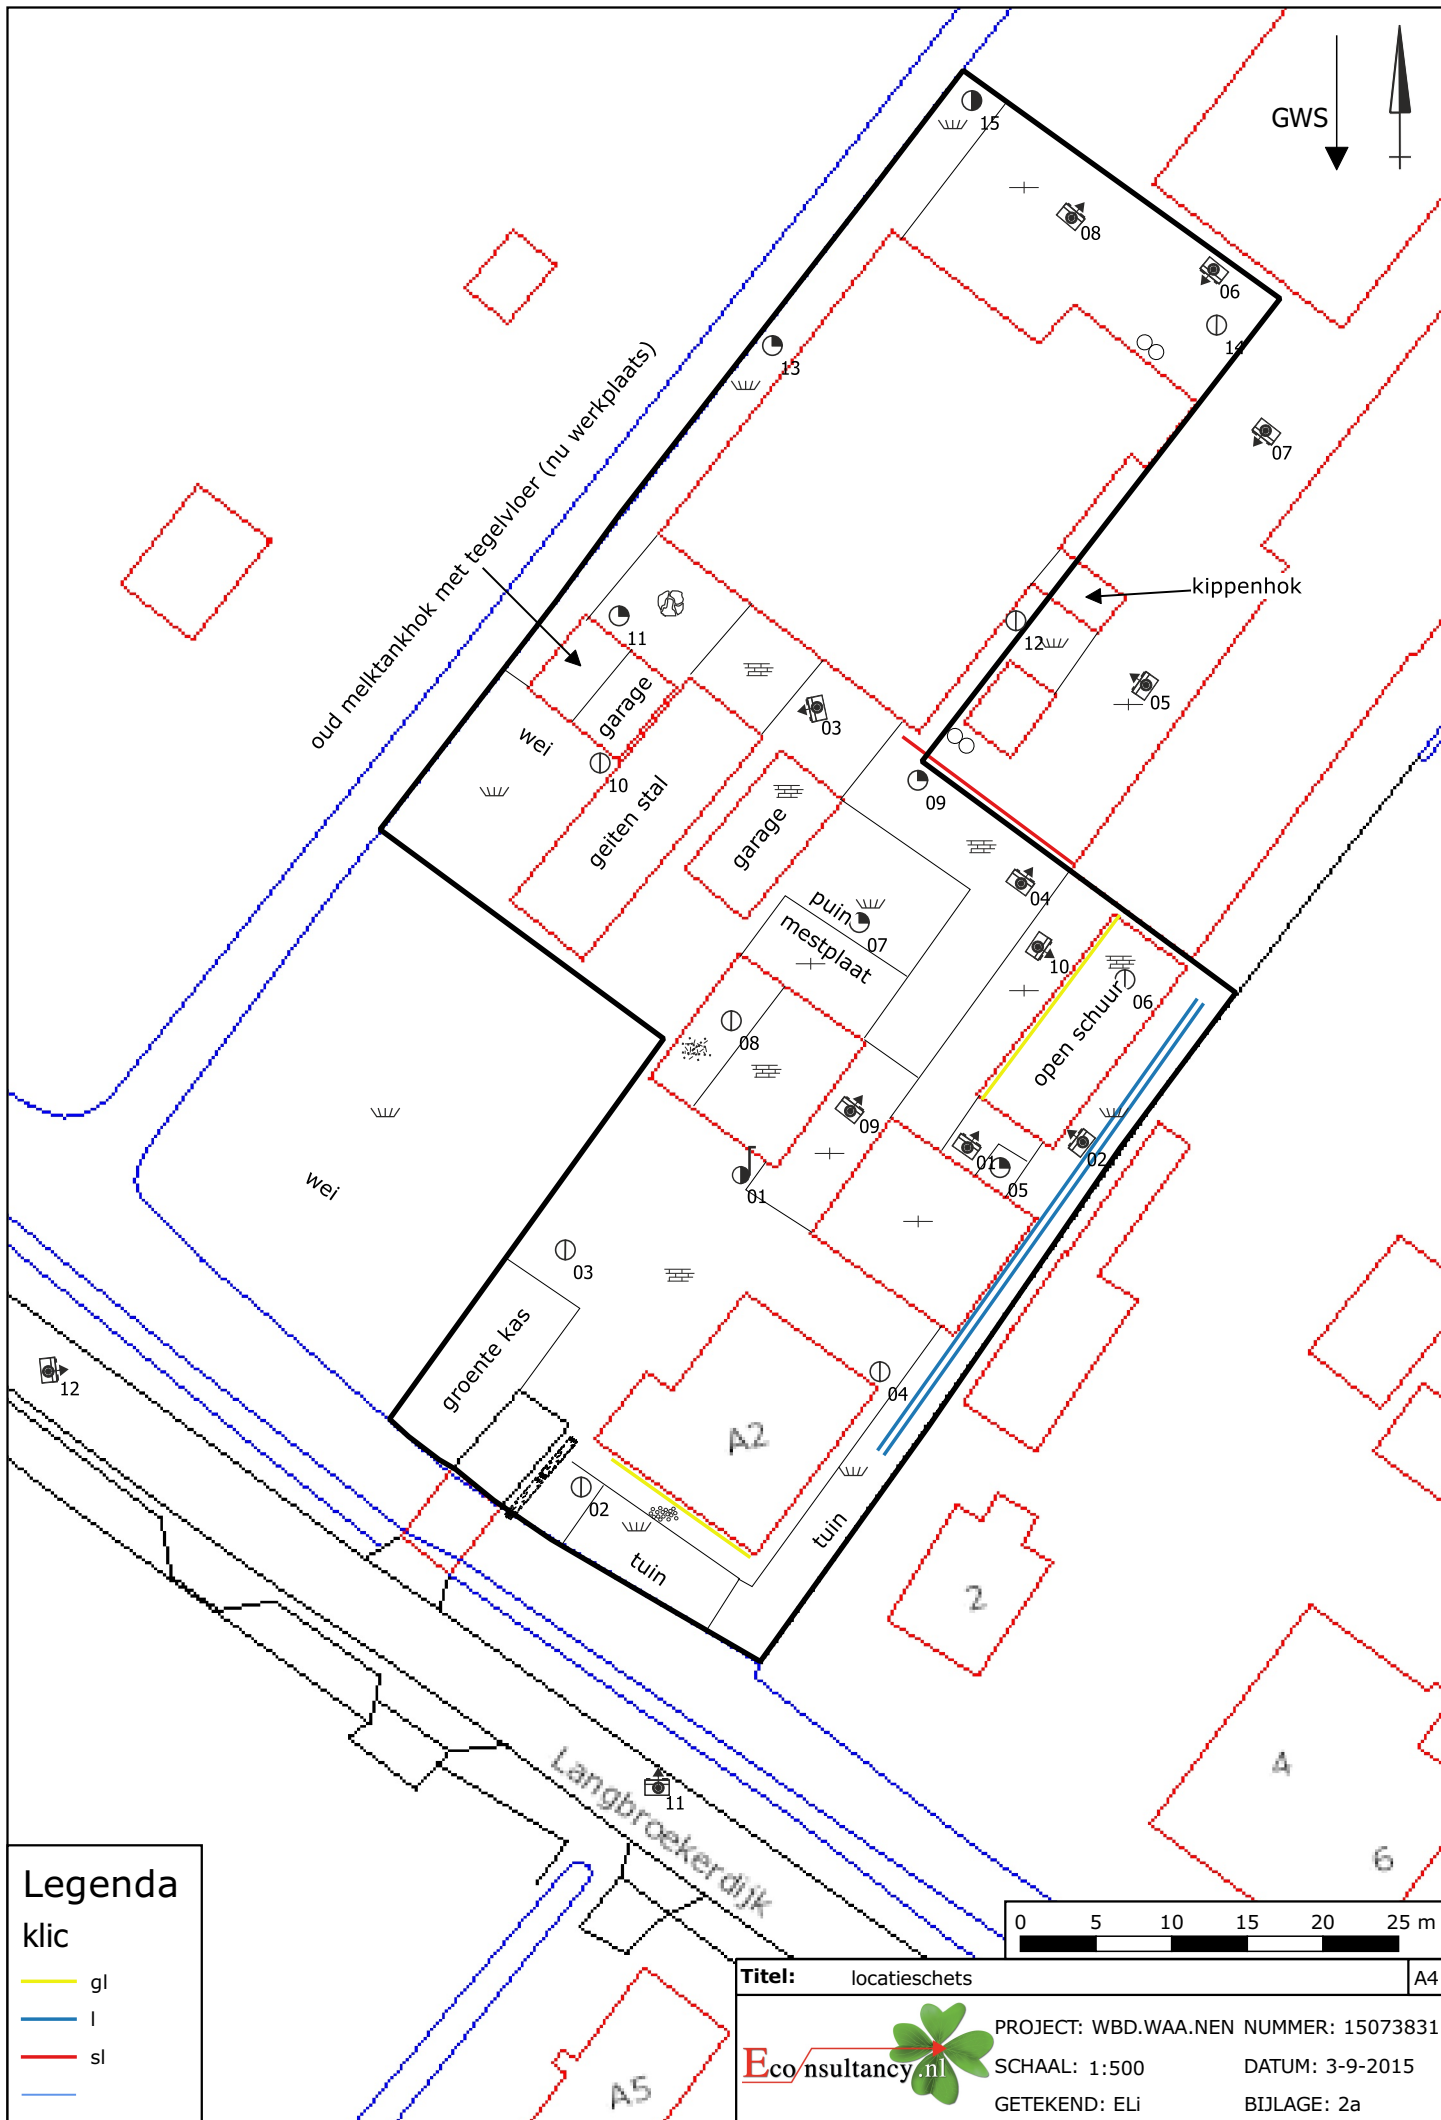 GWS
15
08
06
14
13
07
oud melktankhok met tegelvloer (nu werkplaats)
kippenhok
11
12
05
garage
03
wei
10
09
geiten stal
garage
04
puin
07
mestplaat
10
06
open schuur
08
09
01
02
05
01
wei
03
groente kas
04
12
A2
02
tuin
tuin
2
4
Langbroekerdijk
11
6
A5
Legenda
klic
gl
l
sl
0 5 10 15 20 25 m
Titel: locatieschets A4
Econsultancy.nl
PROJECT: WBD.WAA.NEN NUMMER: 15073831
SCHAAL: 1:500 DATUM: 3-9-2015
GETEKEND: ELi BIJLAGE: 2a